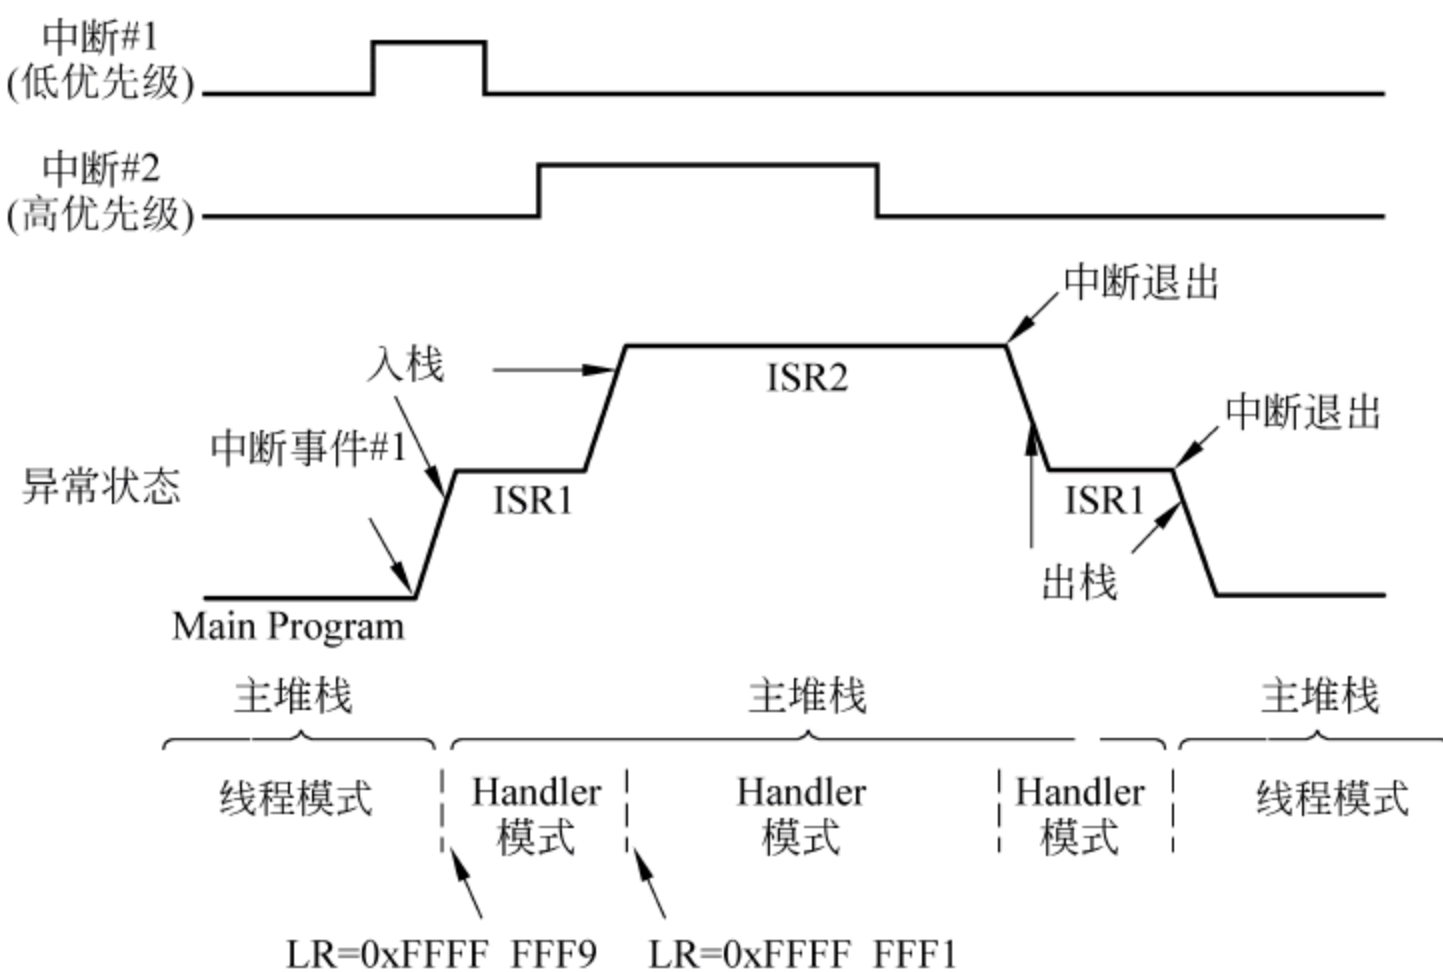 中断#1
(低优先级)
中断#2
(高优先级)
中断退出
入栈
ISR2
中断退出
中断事件#1
异常状态
ISR1
ISR1
出栈
Main Program
主堆栈
主堆栈
主堆栈
线程模式
Handler
模式
Handler
模式
Handler
模式
线程模式
LR=0xFFFF FFF9
LR=0xFFFF FFF1